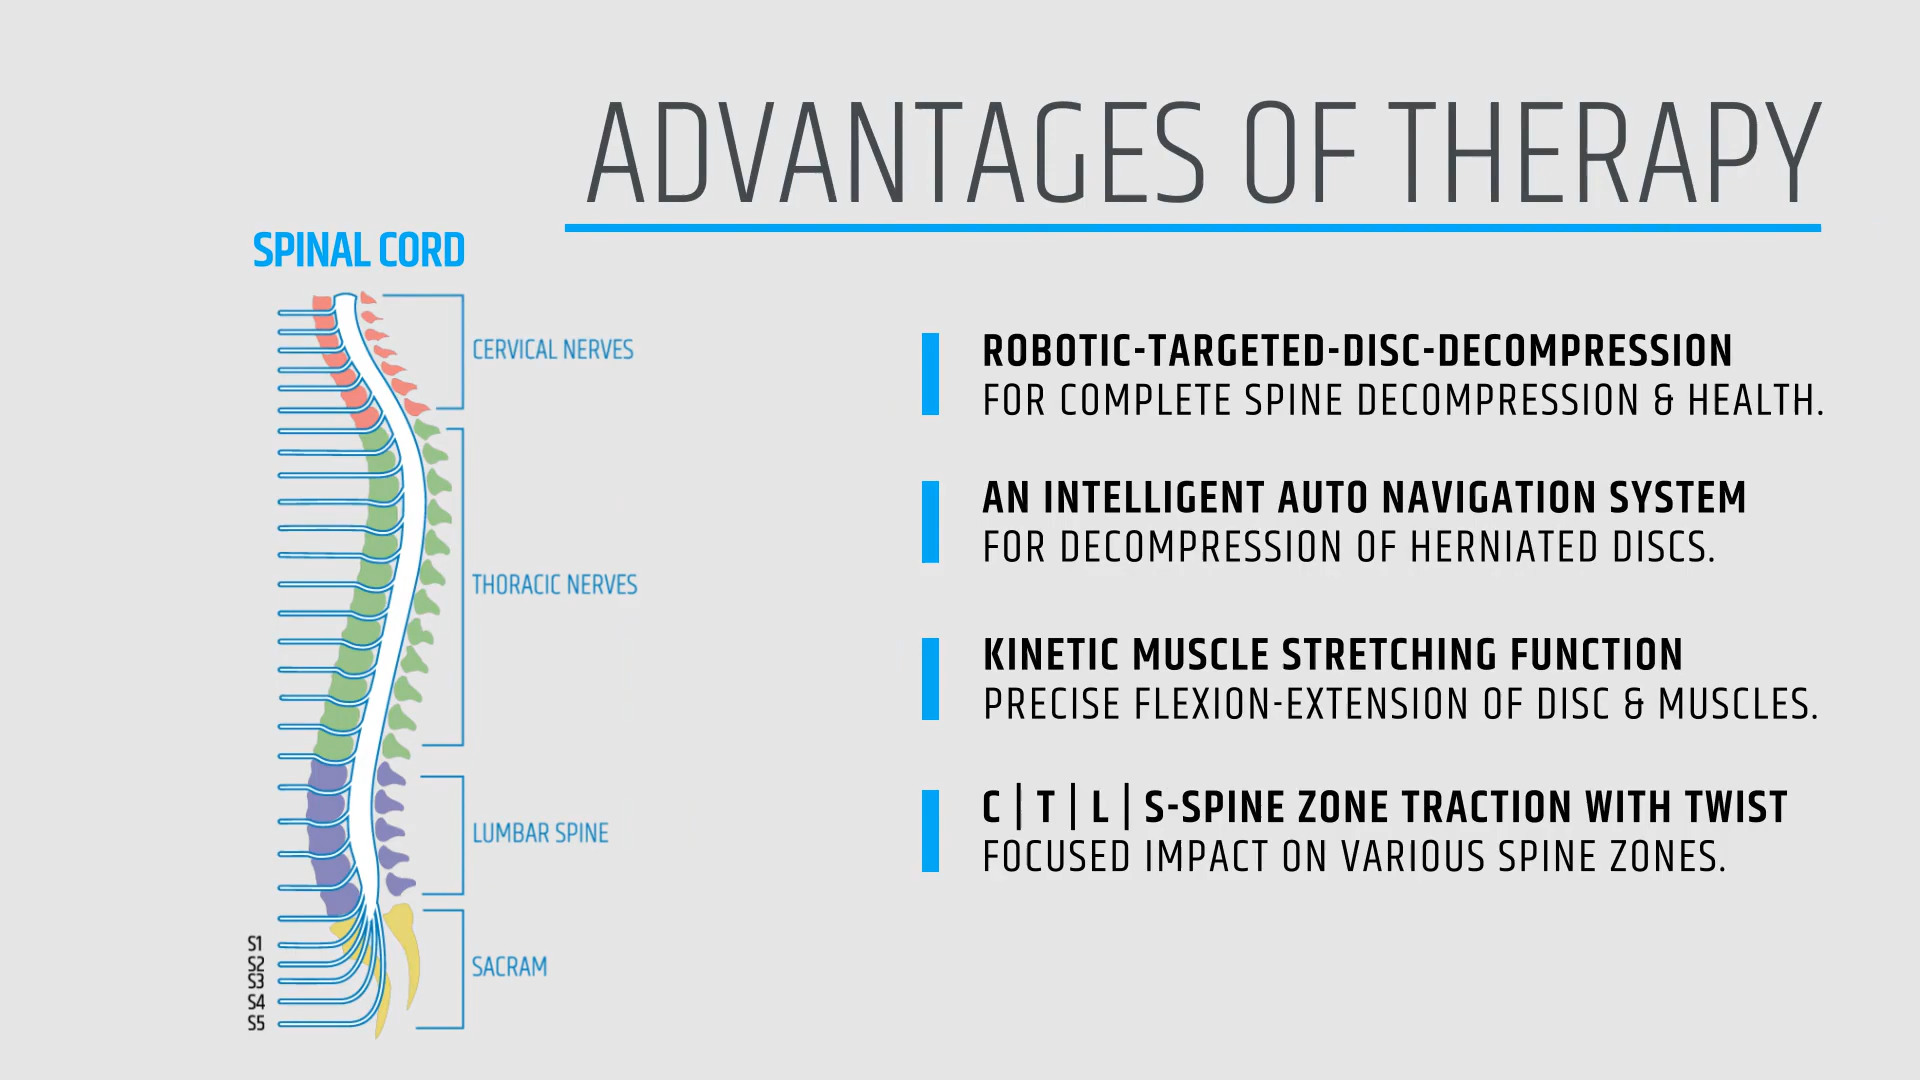 ADVANTAGES OF THERAPY
SPINAL CORD
CERVICAL NERVES
THORACIC NERVES
LUMBAR SPINE
SACRAM
S1
S2
S3
S4
S5
ROBOTIC-TARGETED-DISC-DECOMPRESSION
FOR COMPLETE SPINE DECOMPRESSION & HEALTH.
AN INTELLIGENT AUTO NAVIGATION SYSTEM
FOR DECOMPRESSION OF HERNIATED DISCS.
KINETIC MUSCLE STRETCHING FUNCTION
PRECISE FLEXION-EXTENSION OF DISC & MUSCLES.
C | T | L | S-SPINE ZONE TRACTION WITH TWIST
FOCUSED IMPACT ON VARIOUS SPINE ZONES.